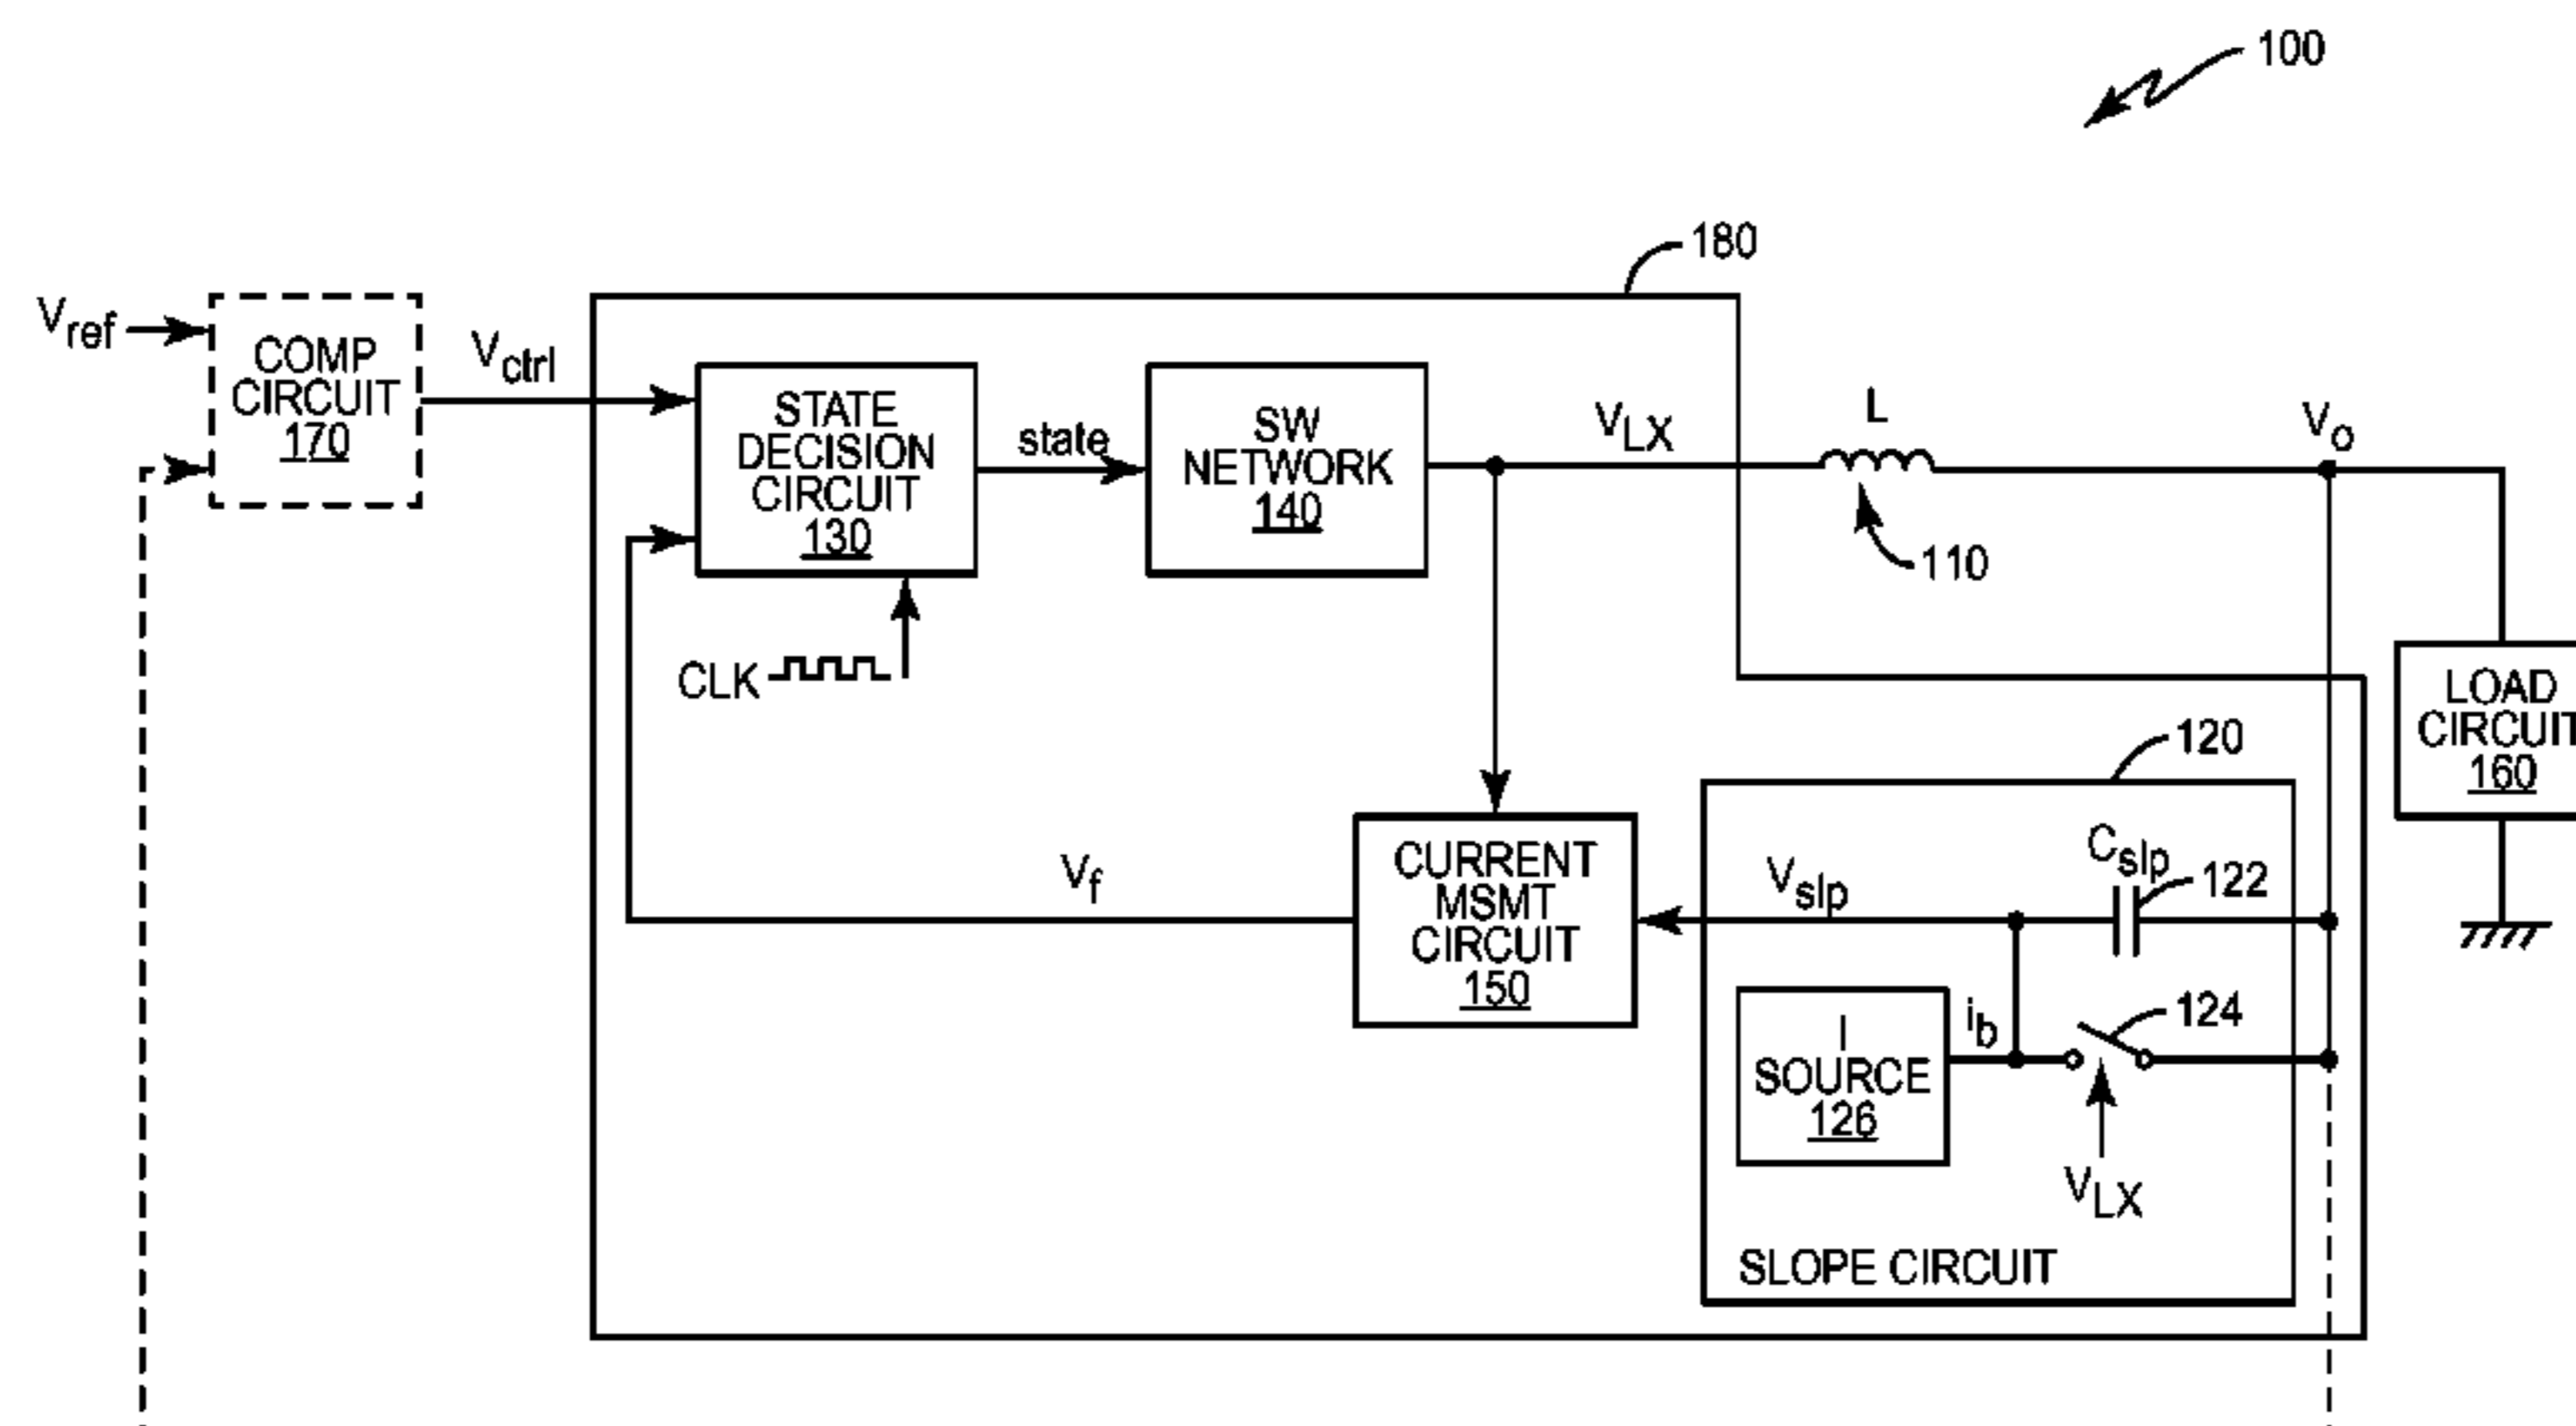 100
180
Vref
COMP
CIRCUIT
170
Vctrl
STATE
DECISION
CIRCUIT
130
state
SW
NETWORK
140
VLX
L
110
Vo
CLK
LOAD
CIRCUIT
160
120
Vf
CURRENT
MSMT
CIRCUIT
150
Vslp
Cslp
122
I
SOURCE
126
ib
124
VLX
SLOPE CIRCUIT